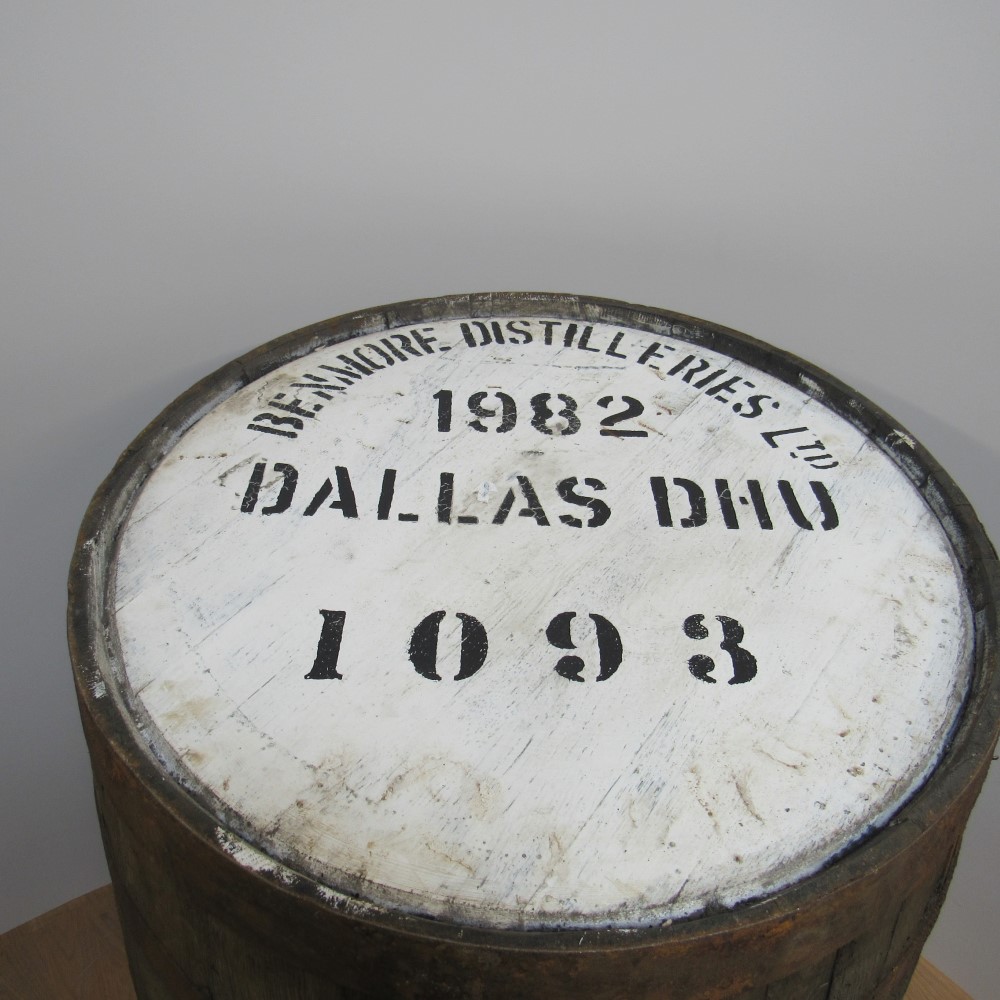 BENMORE DISTILLERIES LTD
1982
DALLAS DHU
1093